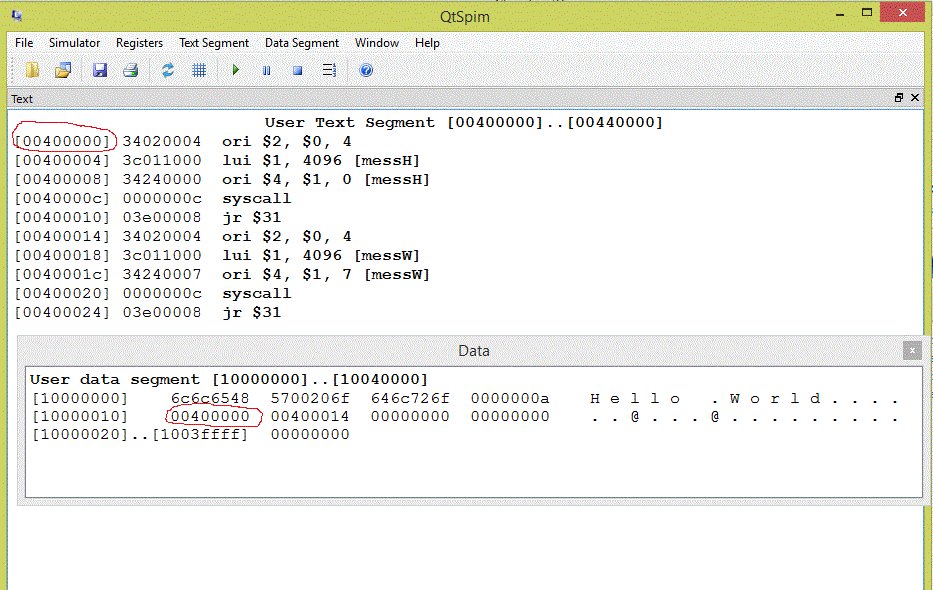 QtSpim
File Simulator Registers Text Segment Data Segment Window Help
Text
User Text Segment [00400000]..[00440000]
[00400000] 34020004 ori $2, $0, 4
[00400004] 3c011000 lui $1, 4096 [messH]
[00400008] 34240000 ori $4, $1, 0 [messH]
[0040000c] 0000000c syscall
[00400010] 03e00008 jr $31
[00400014] 34020004 ori $2, $0, 4
[00400018] 3c011000 lui $1, 4096 [messW]
[0040001c] 34240007 ori $4, $1, 7 [messW]
[00400020] 0000000c syscall
[00400024] 03e00008 jr $31
Data
User data segment [10000000]..[10040000]
[10000000] 6c6c6548 5700206f 646c726f 0000000a H e l l o . W o r l d . . . .
[10000010] 00400000 00400014 00000000 00000000 . . @ . . . @ . . . . . . . . .
[10000020]..[1003ffff] 00000000